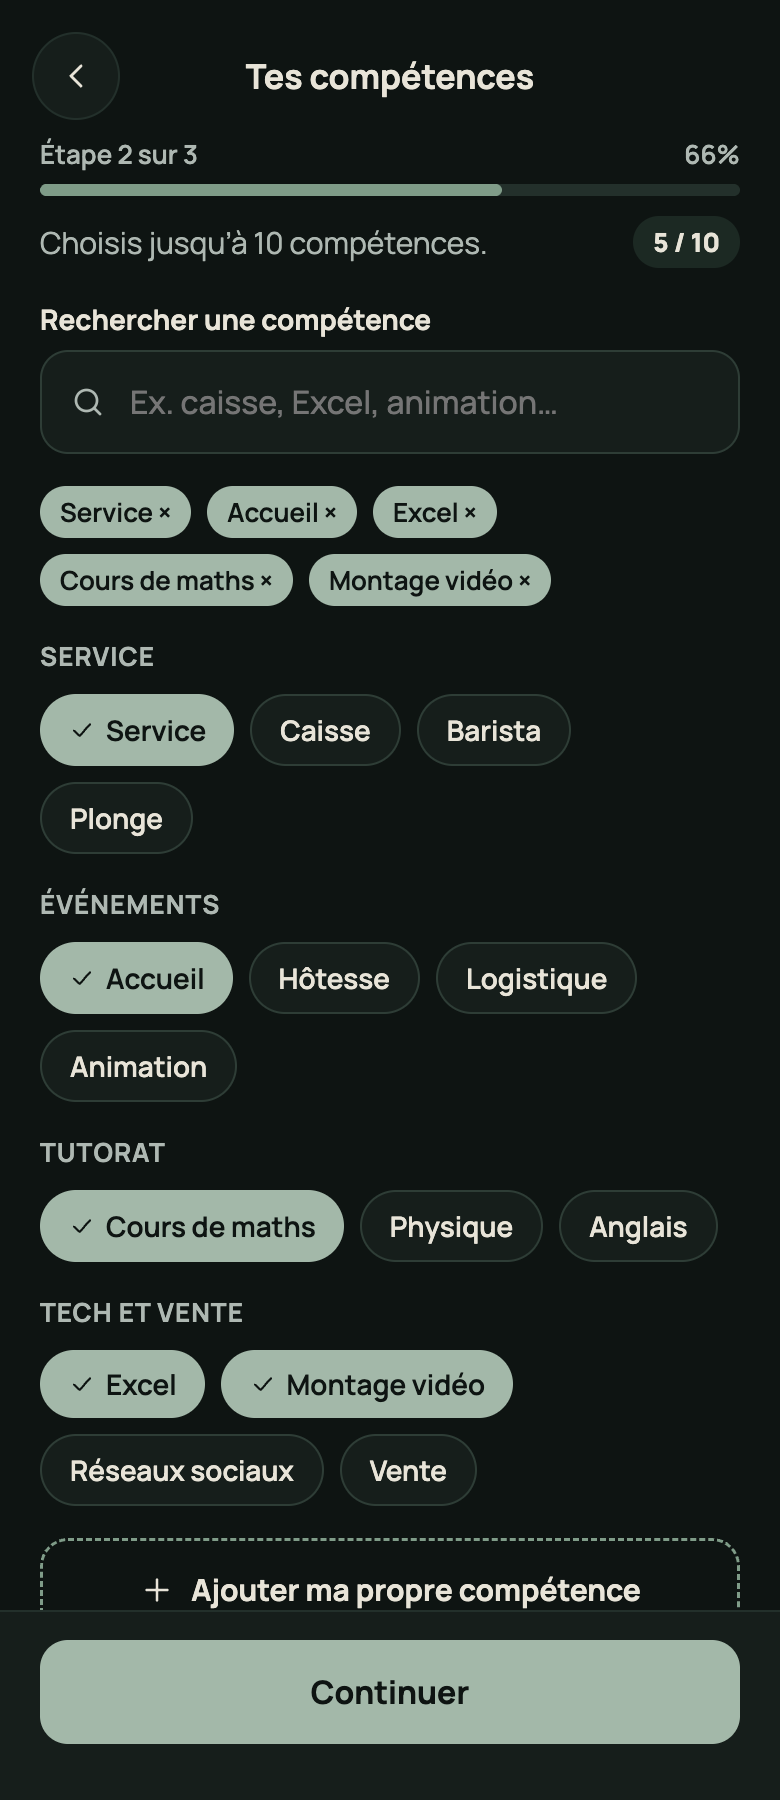 Tes compétences
Étape 2 sur 3 66%
Choisis jusqu'à 10 compétences. 5 / 10
Rechercher une compétence
Ex. caisse, Excel, animation…
Service × Accueil × Excel ×
Cours de maths × Montage vidéo ×
SERVICE
✓ Service Caisse Barista
Plonge
ÉVÉNEMENTS
✓ Accueil Hôtesse Logistique
Animation
TUTORAT
✓ Cours de maths Physique Anglais
TECH ET VENTE
✓ Excel ✓ Montage vidéo
Réseaux sociaux Vente
+ Ajouter ma propre compétence
Continuer